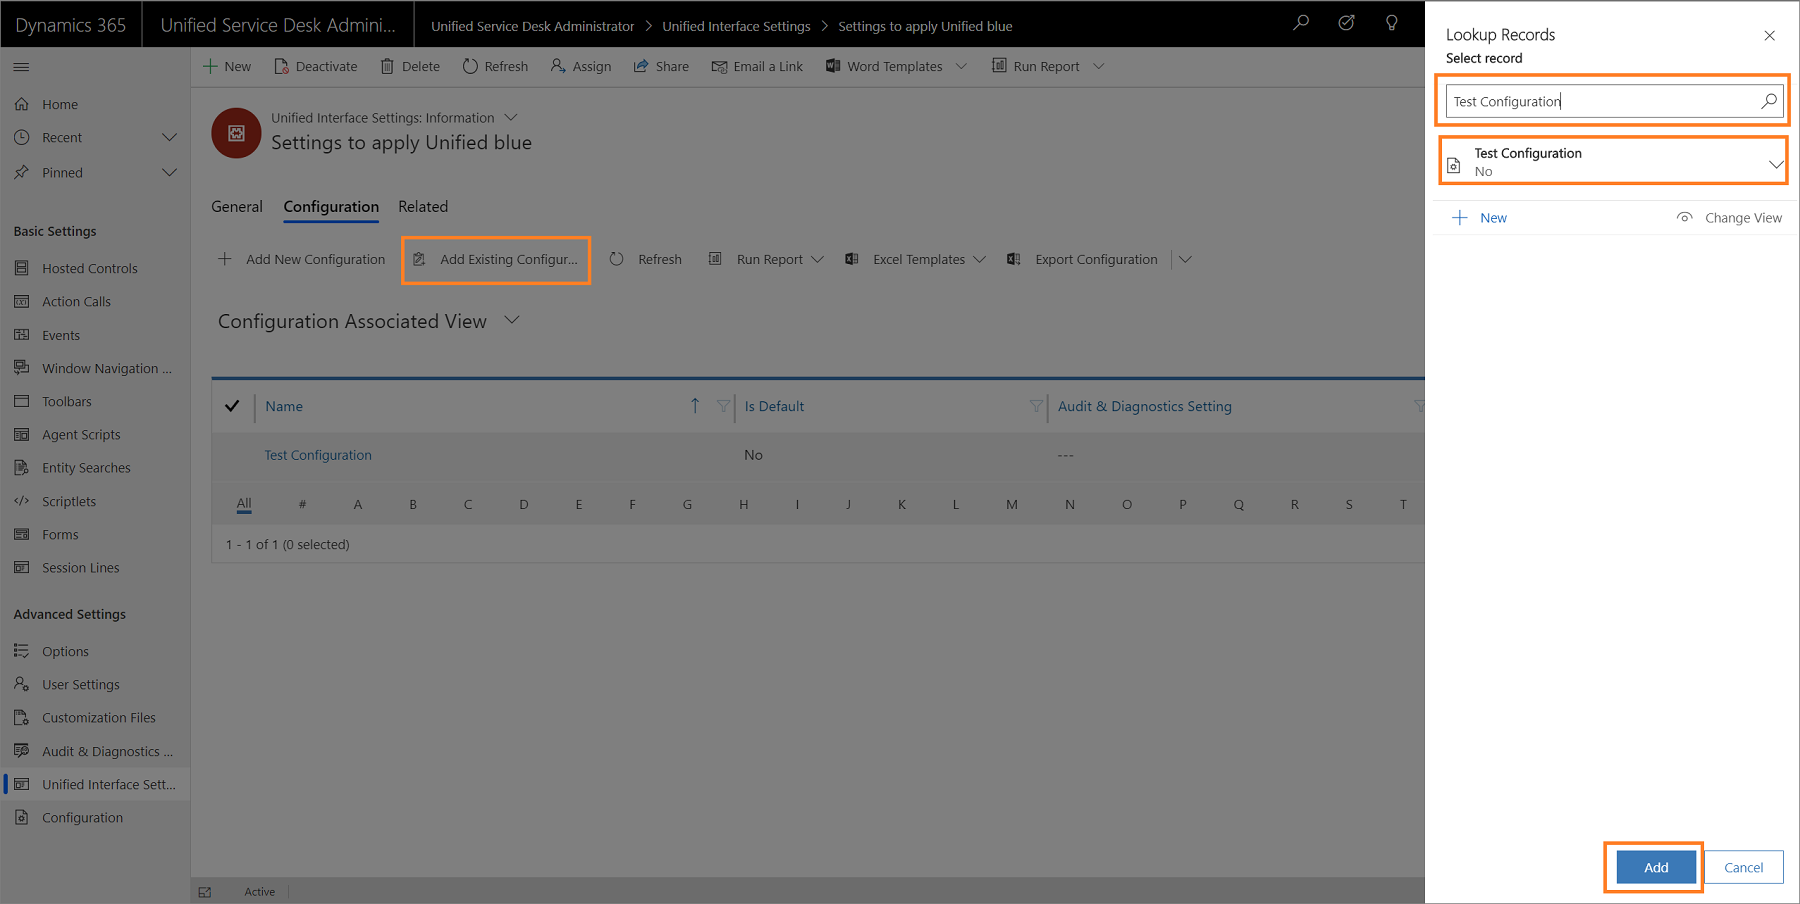 Dynamics 365
Unified Service Desk Admini...
Unified Service Desk Administrator > Unified Interface Settings > Settings to apply Unified blue
New
Deactivate
Delete
Refresh
Assign
Share
Email a Link
Word Templates
Run Report
Home
Recent
Pinned
Basic Settings
Hosted Controls
Action Calls
Events
Window Navigation ...
Toolbars
Agent Scripts
Entity Searches
Scriptlets
Forms
Session Lines
Advanced Settings
Options
User Settings
Customization Files
Audit & Diagnostics ...
Unified Interface Sett...
Configuration
Unified Interface Settings: Information
Settings to apply Unified blue
General
Configuration
Related
Add New Configuration
Add Existing Configur...
Refresh
Run Report
Excel Templates
Export Configuration
Configuration Associated View
Name
Is Default
Audit & Diagnostics Setting
Test Configuration
No
---
All # A B C D E F G H I J K L M N O P Q R S T
1 - 1 of 1 (0 selected)
Active
Lookup Records
Select record
Test Configuration
Test Configuration
No
New
Change View
Add
Cancel